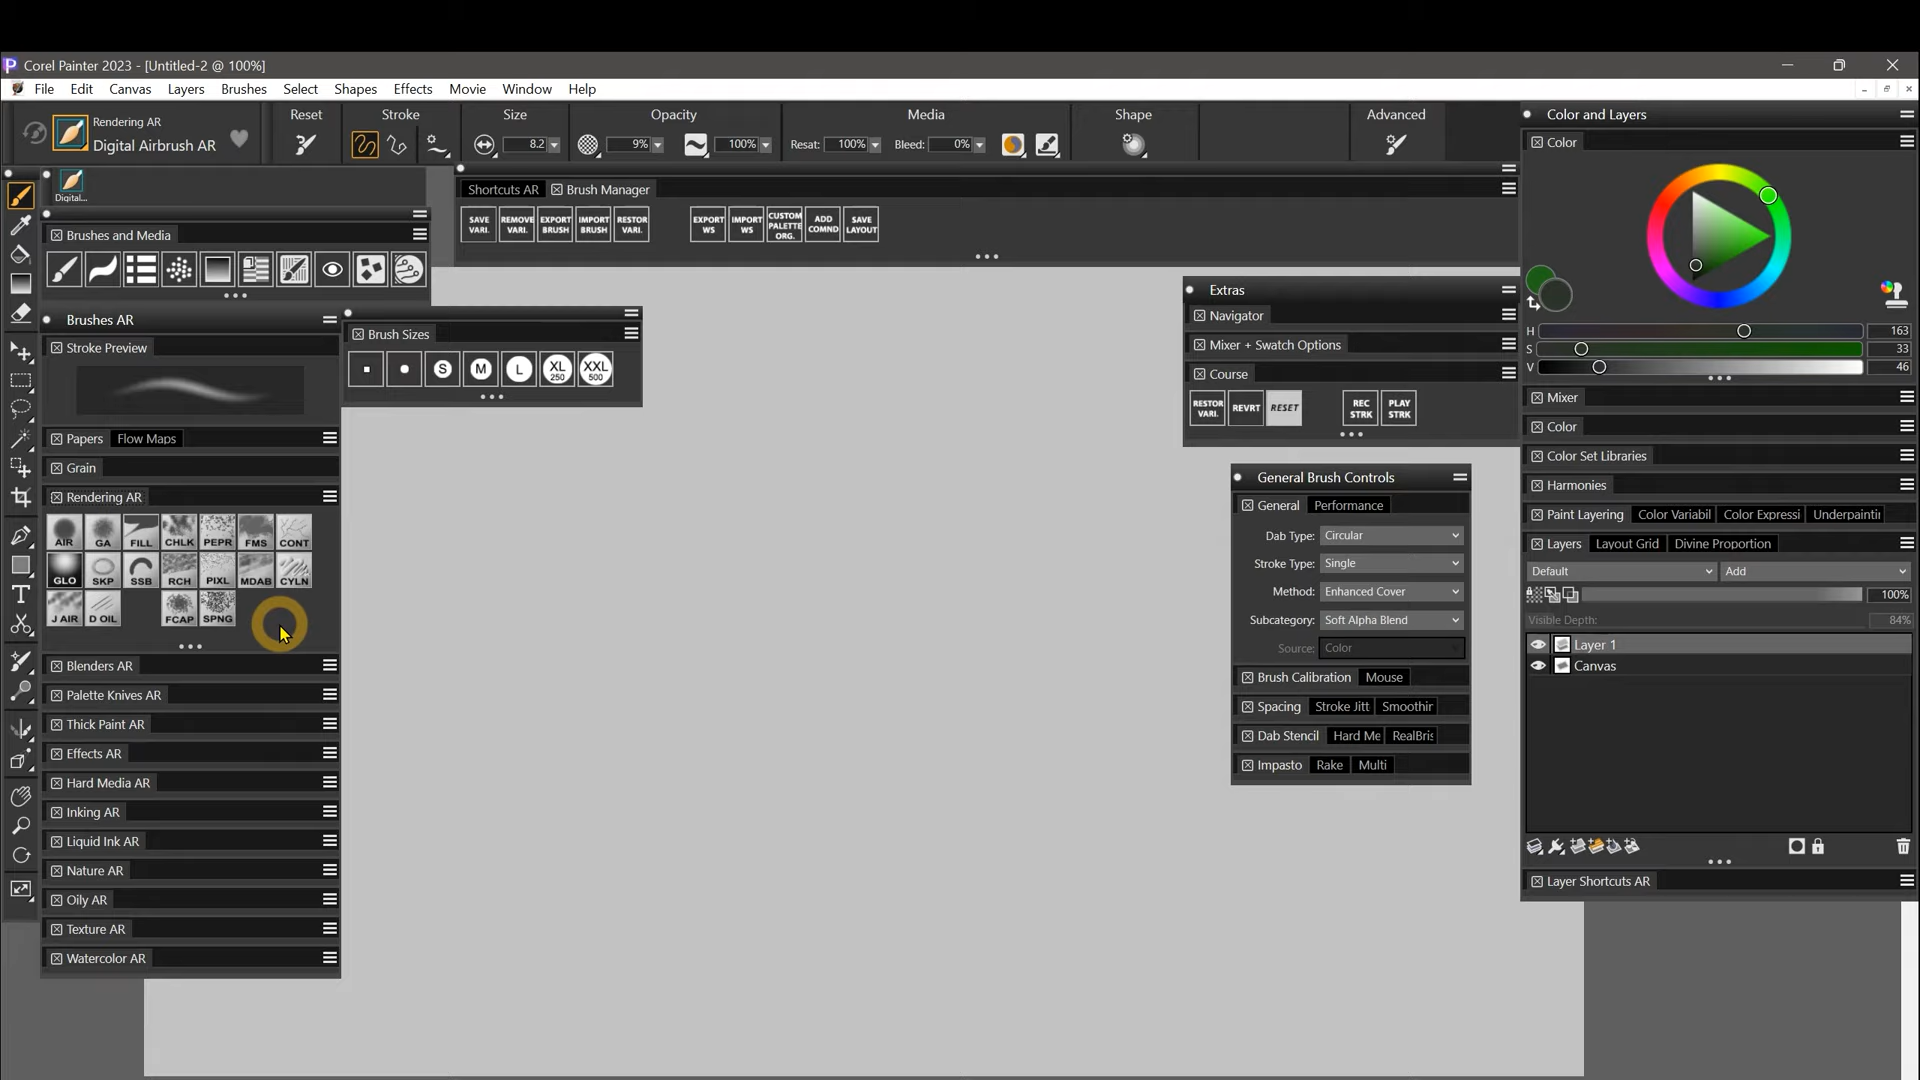 Corel Painter 2023 - [Untitled-2 @ 100%]
File Edit Canvas Layers Brushes Select Shapes Effects Movie Window Help
Rendering AR
Digital Airbrush AR
Reset
Stroke
Size
8.2
Opacity
9%
100%
Media
Resat: 100%
Bleed: 0%
Shape
Advanced
Digital...
Shortcuts AR
Brush Manager
SAVE VARI.
REMOVE VARI.
EXPORT BRUSH
IMPORT BRUSH
RESTOR VARI.
EXPORT WS
IMPORT WS
CUSTOM PALETTE ORG.
ADD COMND
SAVE LAYOUT
Brushes and Media
Brushes AR
Stroke Preview
Papers
Flow Maps
Grain
Rendering AR
AIR GA FILL CHLK PEPR FMS CONT
GLO SKP SSB RCH PIXL MDAB CYLN
J AIR D OIL FCAP SPNG
Blenders AR
Palette Knives AR
Thick Paint AR
Effects AR
Hard Media AR
Inking AR
Liquid Ink AR
Nature AR
Oily AR
Texture AR
Watercolor AR
Brush Sizes
S M L XL 250 XXL 500
Extras
Navigator
Mixer + Swatch Options
Course
RESTOR VARI.
REVRT
RESET
REC STRK
PLAY STRK
General Brush Controls
General Performance
Dab Type: Circular
Stroke Type: Single
Method: Enhanced Cover
Subcategory: Soft Alpha Blend
Source: Color
Brush Calibration Mouse
Spacing Stroke Jitt Smoothir
Dab Stencil Hard Me RealBris
Impasto Rake Multi
Color and Layers
Color
H 163
S 33
V 46
Mixer
Color
Color Set Libraries
Harmonies
Paint Layering Color Variabil Color Expressi Underpaintir
Layers Layout Grid Divine Proportion
Default Add
100%
Visible Depth: 84%
Layer 1
Canvas
Layer Shortcuts AR